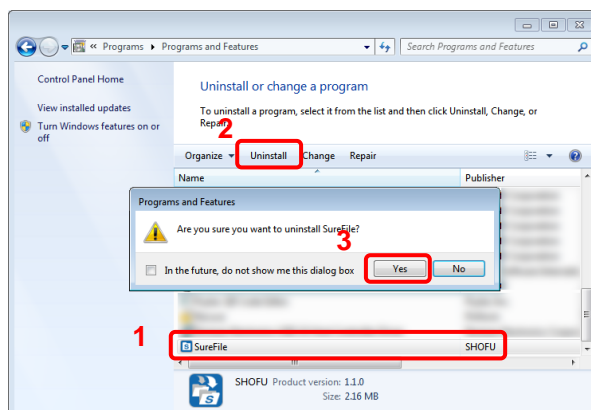 « Programs ▸ Programs and Features
Search Programs and Features
Control Panel Home
View installed updates
Turn Windows features on or
off
Uninstall or change a program
To uninstall a program, select it from the list and then click Uninstall, Change, or
Repair
2
Organize Uninstall Change Repair
Name Publisher
Programs and Features
Are you sure you want to uninstall SureFile?
3
In the future, do not show me this dialog box Yes No
1
S SureFile SHOFU
S
SHOFU Product version: 1.1.0
Size: 2.16 MB